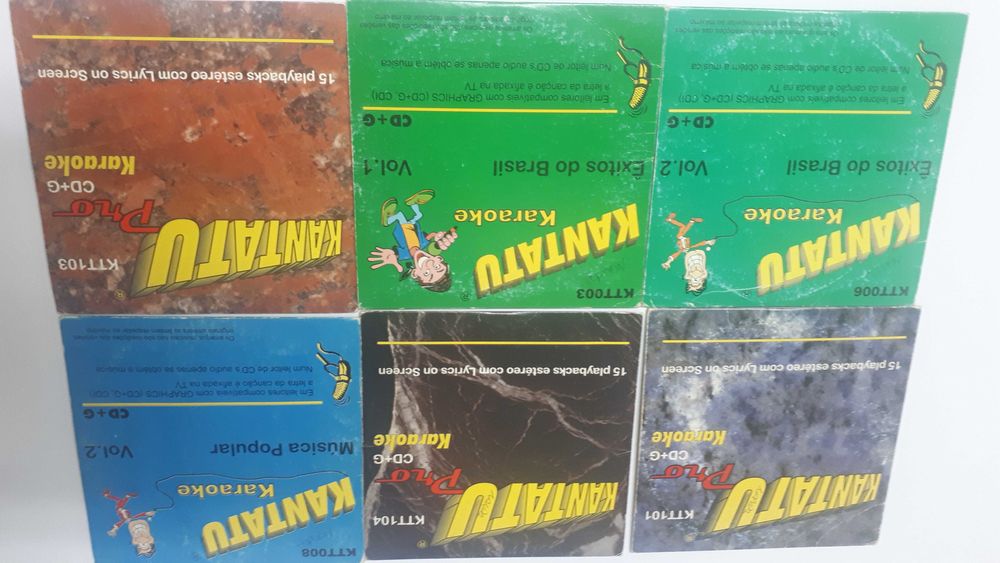 KTT101
KANTATU
Pro
CD+G
Karaoke
15 playbacks estéreo com Lyrics on Screen
KTT104
KANTATU
Pro
CD+G
Karaoke
15 playbacks estéreo com Lyrics on Screen
KTT008
KANTATU
Karaoke
Música Popular Vol.2
CD+G
Em leitores compatíveis com GRAPHICS (CD+G, CDI)
a letra da canção é afixada na TV
Num leitor de CD's audio apenas se obtém a música
KTT006
KANTATU
Karaoke
Êxitos do Brasil Vol.2
CD+G
Em leitores compatíveis com GRAPHICS (CD+G, CDI)
a letra da canção é afixada na TV
Num leitor de CD's audio apenas se obtém a música
KTT003
KANTATU
Karaoke
Êxitos do Brasil Vol.1
CD+G
Em leitores compatíveis com GRAPHICS (CD+G, CDI)
a letra da canção é afixada na TV
Num leitor de CD's audio apenas se obtém a música
KTT103
KANTATU
Pro
CD+G
Karaoke
15 playbacks estéreo com Lyrics on Screen